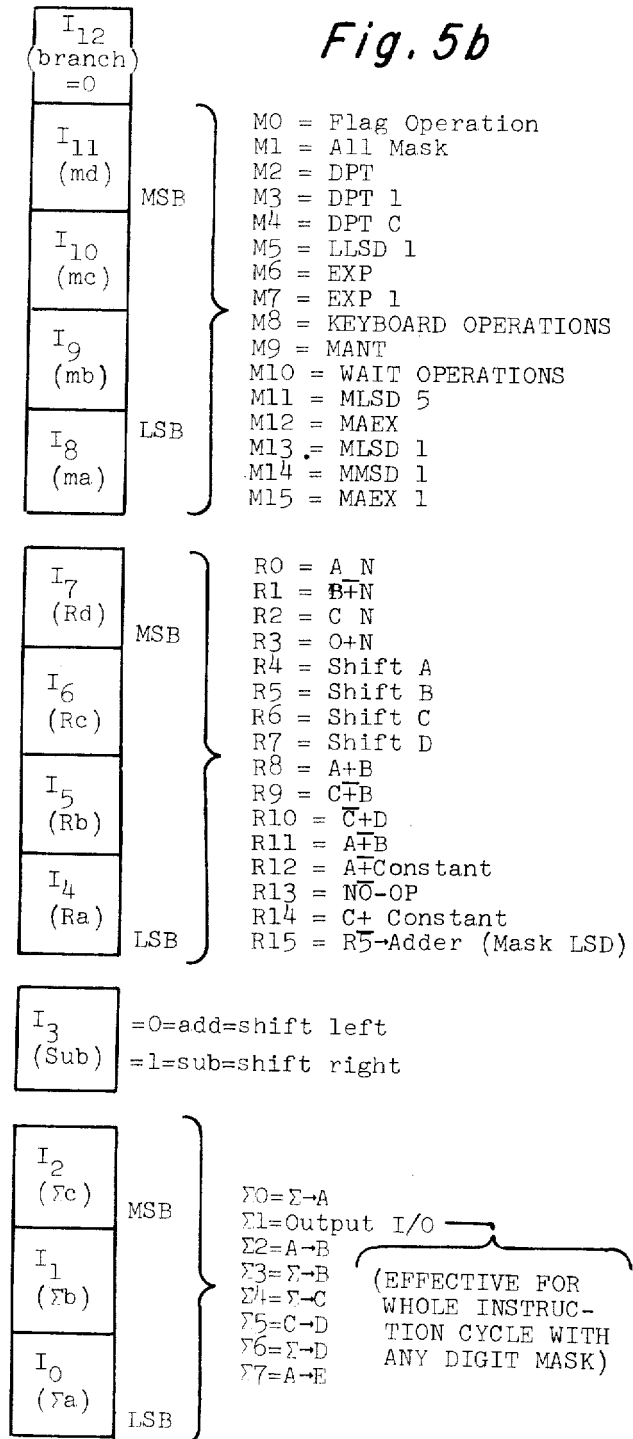 Fig. 5b
I12
(branch)
=0
I11
(md)
MSB
I10
(mc)
I9
(mb)
I8
(ma)
LSB
M0 = Flag Operation
M1 = All Mask
M2 = DPT
M3 = DPT 1
M4 = DPT C
M5 = LLSD 1
M6 = EXP
M7 = EXP 1
M8 = KEYBOARD OPERATIONS
M9 = MANT
M10 = WAIT OPERATIONS
M11 = MLSD 5
M12 = MAEX
M13 = MLSD 1
M14 = MMSD 1
M15 = MAEX 1
I7
(Rd)
MSB
I6
(Rc)
I5
(Rb)
I4
(Ra)
LSB
R0 = A N
R1 = B+N
R2 = C N
R3 = O+N
R4 = Shift A
R5 = Shift B
R6 = Shift C
R7 = Shift D
R8 = A+B
R9 = C+B
R10 = C+D
R11 = A+B
R12 = A+Constant
R13 = NO-OP
R14 = C+ Constant
R15 = R5→Adder (Mask LSD)
I3
(Sub)
=0=add=shift left
=1=sub=shift right
I2
(Σc)
MSB
I1
(Σb)
I0
(Σa)
LSB
Σ0=Σ→A
Σ1=Output I/O
Σ2=A→B
Σ3=Σ→B
Σ4=Σ→C
Σ5=C→D
Σ6=Σ→D
Σ7=A→E
(EFFECTIVE FOR
WHOLE INSTRUC-
TION CYCLE WITH
ANY DIGIT MASK)